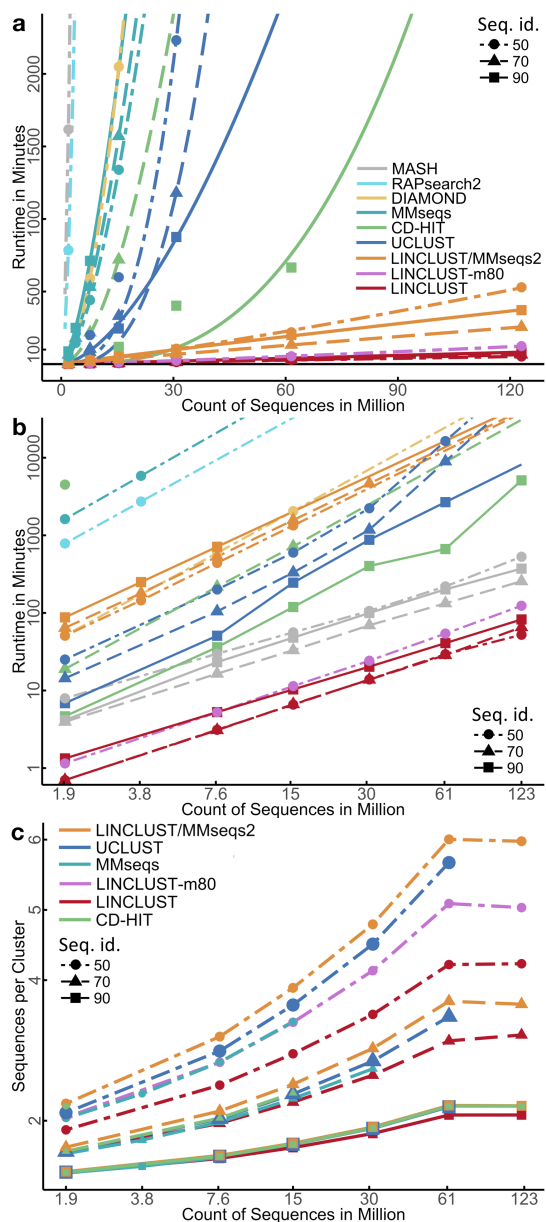 a
Runtime in Minutes
2000
1500
1000
500
100
Seq. id.
50
70
90
MASH
RAPsearch2
DIAMOND
MMseqs
CD-HIT
UCLUST
LINCLUST/MMseqs2
LINCLUST-m80
LINCLUST
0 30 60 90 120
Count of Sequences in Million
b
Runtime in Minutes
10000
1000
100
10
1
Seq. id.
50
70
90
1.9 3.8 7.6 15 30 61 123
Count of Sequences in Million
c
Sequences per Cluster
6
5
4
2
LINCLUST/MMseqs2
UCLUST
MMseqs
LINCLUST-m80
LINCLUST
CD-HIT
Seq. id.
50
70
90
1.9 3.8 7.6 15 30 61 123
Count of Sequences in Million